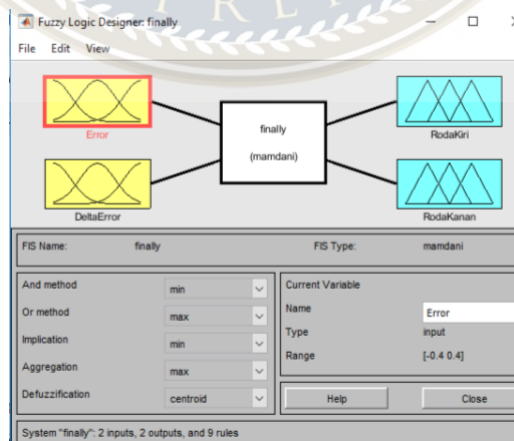 Fuzzy Logic Designer: finally
File Edit View
Error
DeltaError
finally
(mamdani)
RodaKiri
RodaKanan
FIS Name: finally FIS Type: mamdani
And method min
Or method max
Implication min
Aggregation max
Defuzzification centroid
Current Variable
Name Error
Type input
Range [-0.4 0.4]
Help Close
System "finally": 2 inputs, 2 outputs, and 9 rules